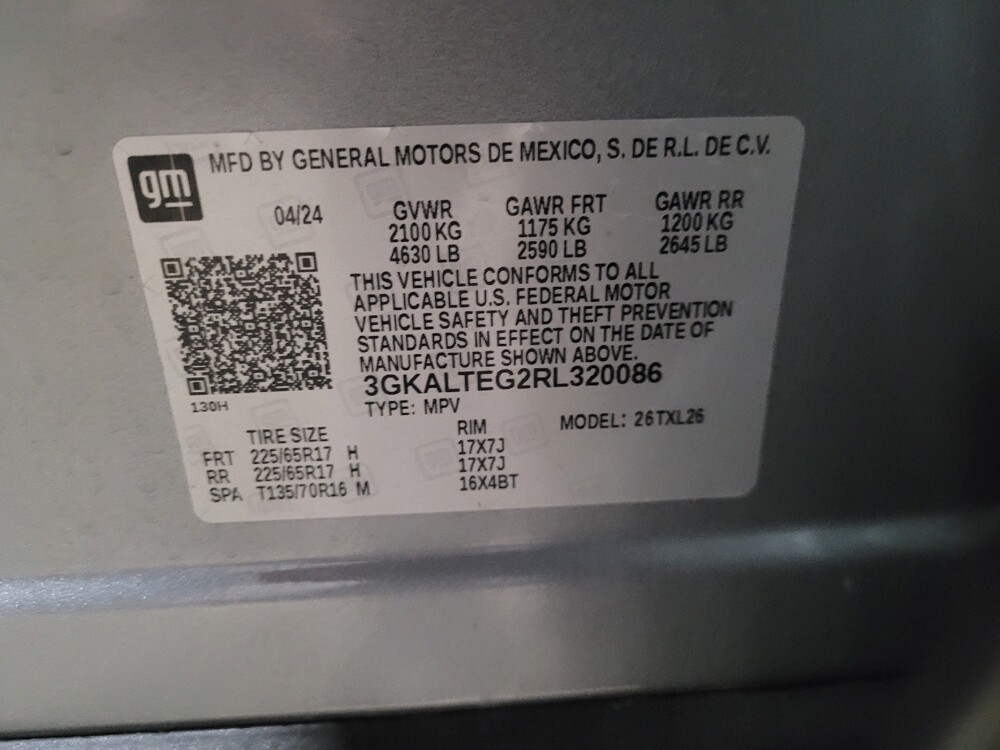 gm
MFD BY GENERAL MOTORS DE MEXICO, S. DE R.L. DE C.V.
04/24
GVWR GAWR FRT GAWR RR
2100 KG 1175 KG 1200 KG
4630 LB 2590 LB 2645 LB
THIS VEHICLE CONFORMS TO ALL
APPLICABLE U.S. FEDERAL MOTOR
VEHICLE SAFETY AND THEFT PREVENTION
STANDARDS IN EFFECT ON THE DATE OF
MANUFACTURE SHOWN ABOVE.
3GKALTEG2RL320086
130H
TYPE: MPV
MODEL: 26TXL26
TIRE SIZE RIM
FRT 225/65R17 H 17X7J
RR 225/65R17 H 17X7J
SPA T135/70R16 M 16X4BT